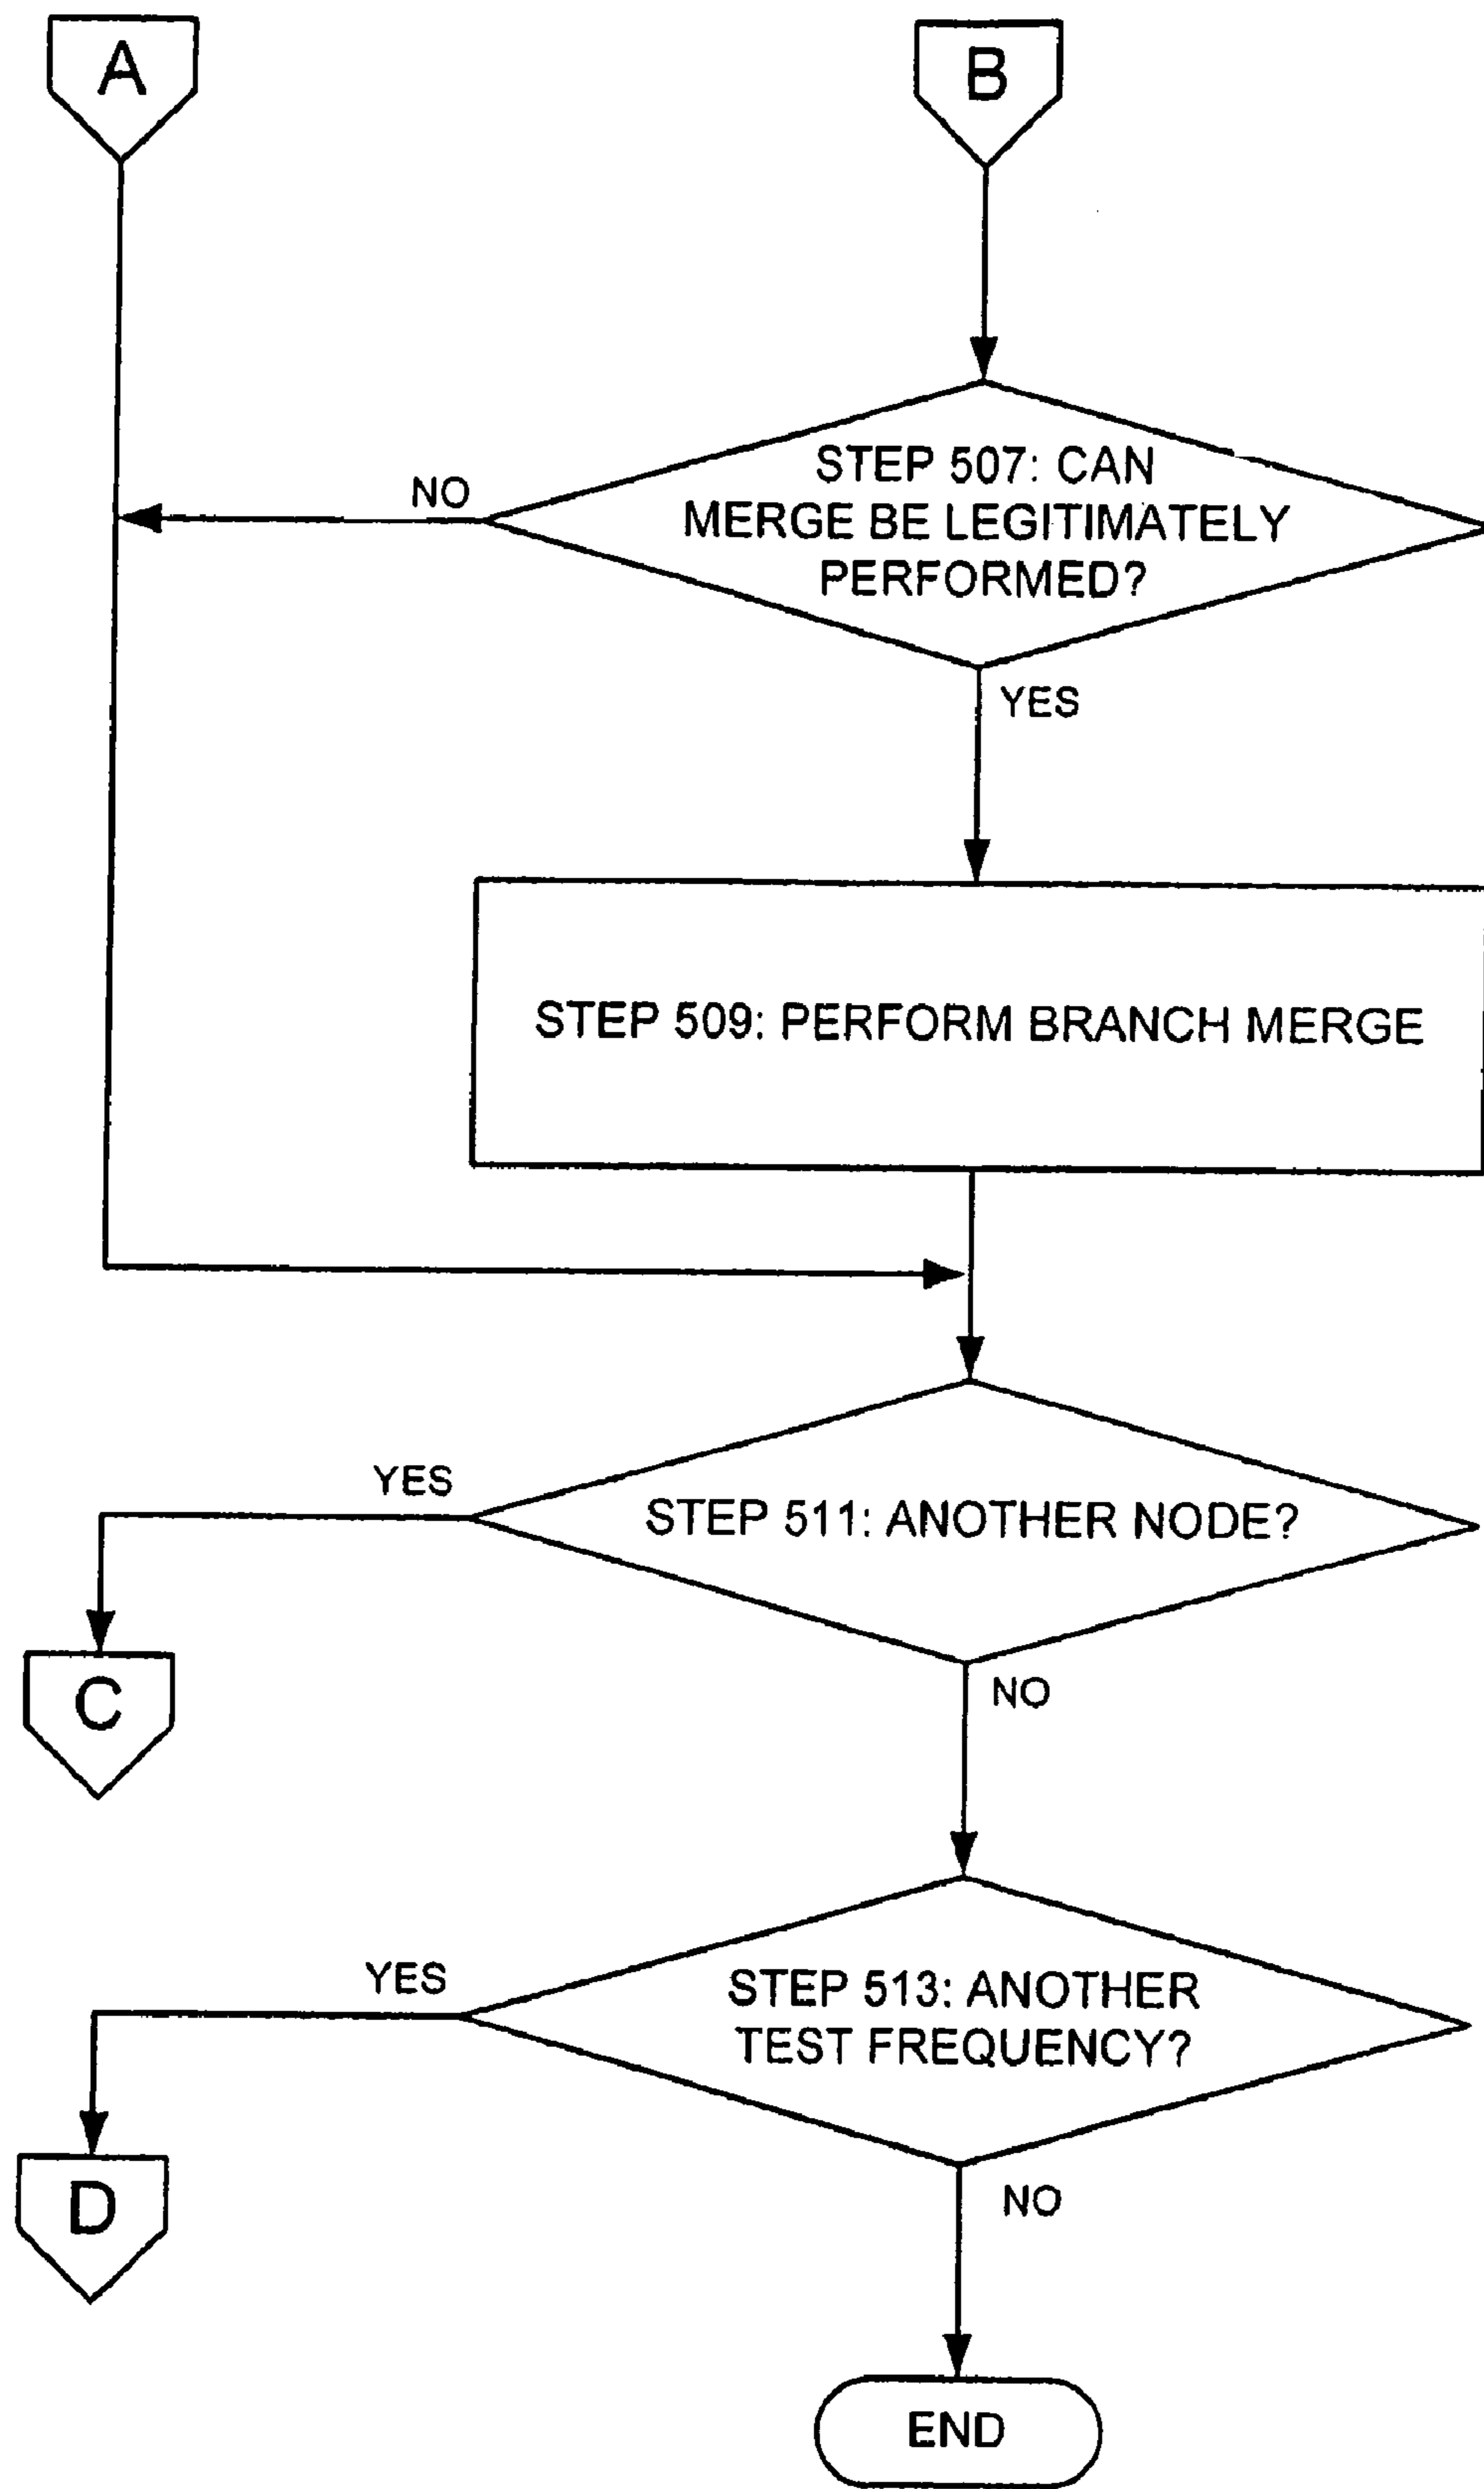 A
B
STEP 507: CAN
MERGE BE LEGITIMATELY
PERFORMED?
NO
YES
STEP 509: PERFORM BRANCH MERGE
YES
STEP 511: ANOTHER NODE?
C
NO
YES
STEP 513: ANOTHER
TEST FREQUENCY?
D
NO
END